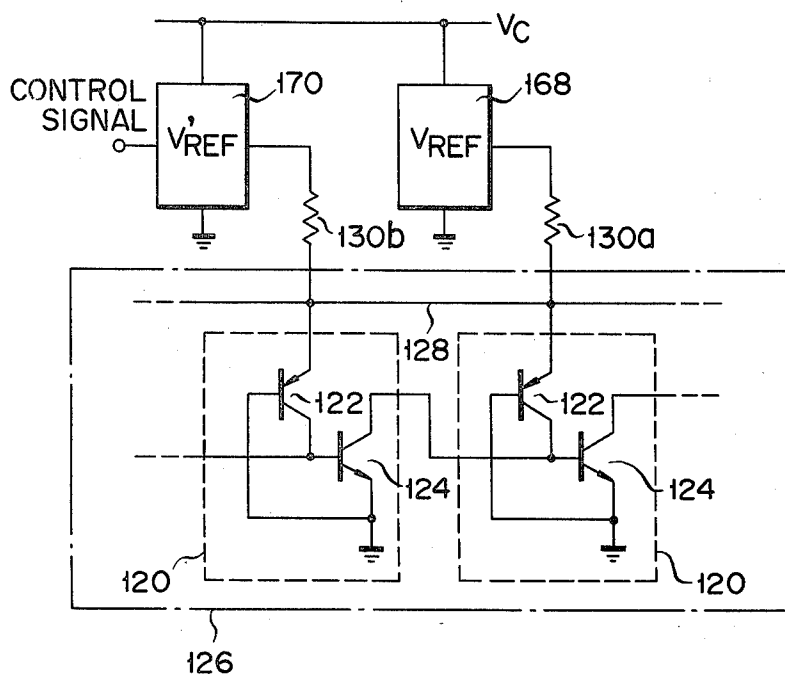 VC
170
168
CONTROL
SIGNAL
V'REF
VREF
130b
130a
128
122
122
124
124
120
120
126